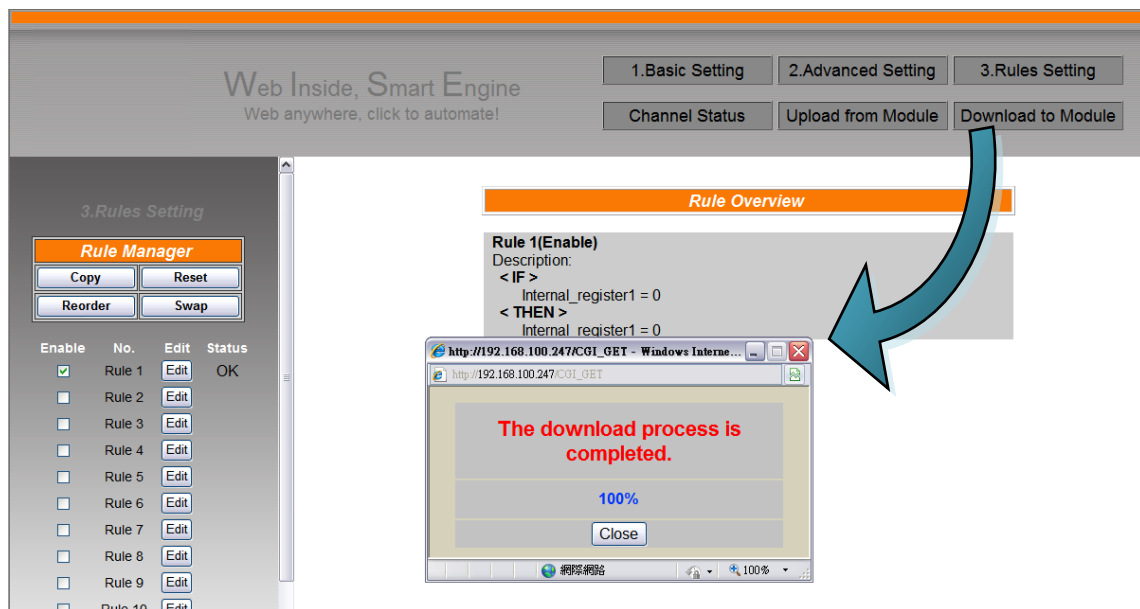 Web Inside, Smart Engine
Web anywhere, click to automate!
1.Basic Setting
2.Advanced Setting
3.Rules Setting
Channel Status
Upload from Module
Download to Module
3.Rules Setting
Rule Manager
Copy
Reset
Reorder
Swap
Enable No. Edit Status
Rule 1 Edit OK
Rule 2 Edit
Rule 3 Edit
Rule 4 Edit
Rule 5 Edit
Rule 6 Edit
Rule 7 Edit
Rule 8 Edit
Rule 9 Edit
Rule 10 Edit
Rule Overview
Rule 1(Enable)
Description:
< IF >
Internal_register1 = 0
< THEN >
Internal_register1 = 0
http://192.168.100.247/CGI_GET - Windows Interne...
http://192.168.100.247/CGI_GET
The download process is
completed.
100%
Close
網際網路
100%